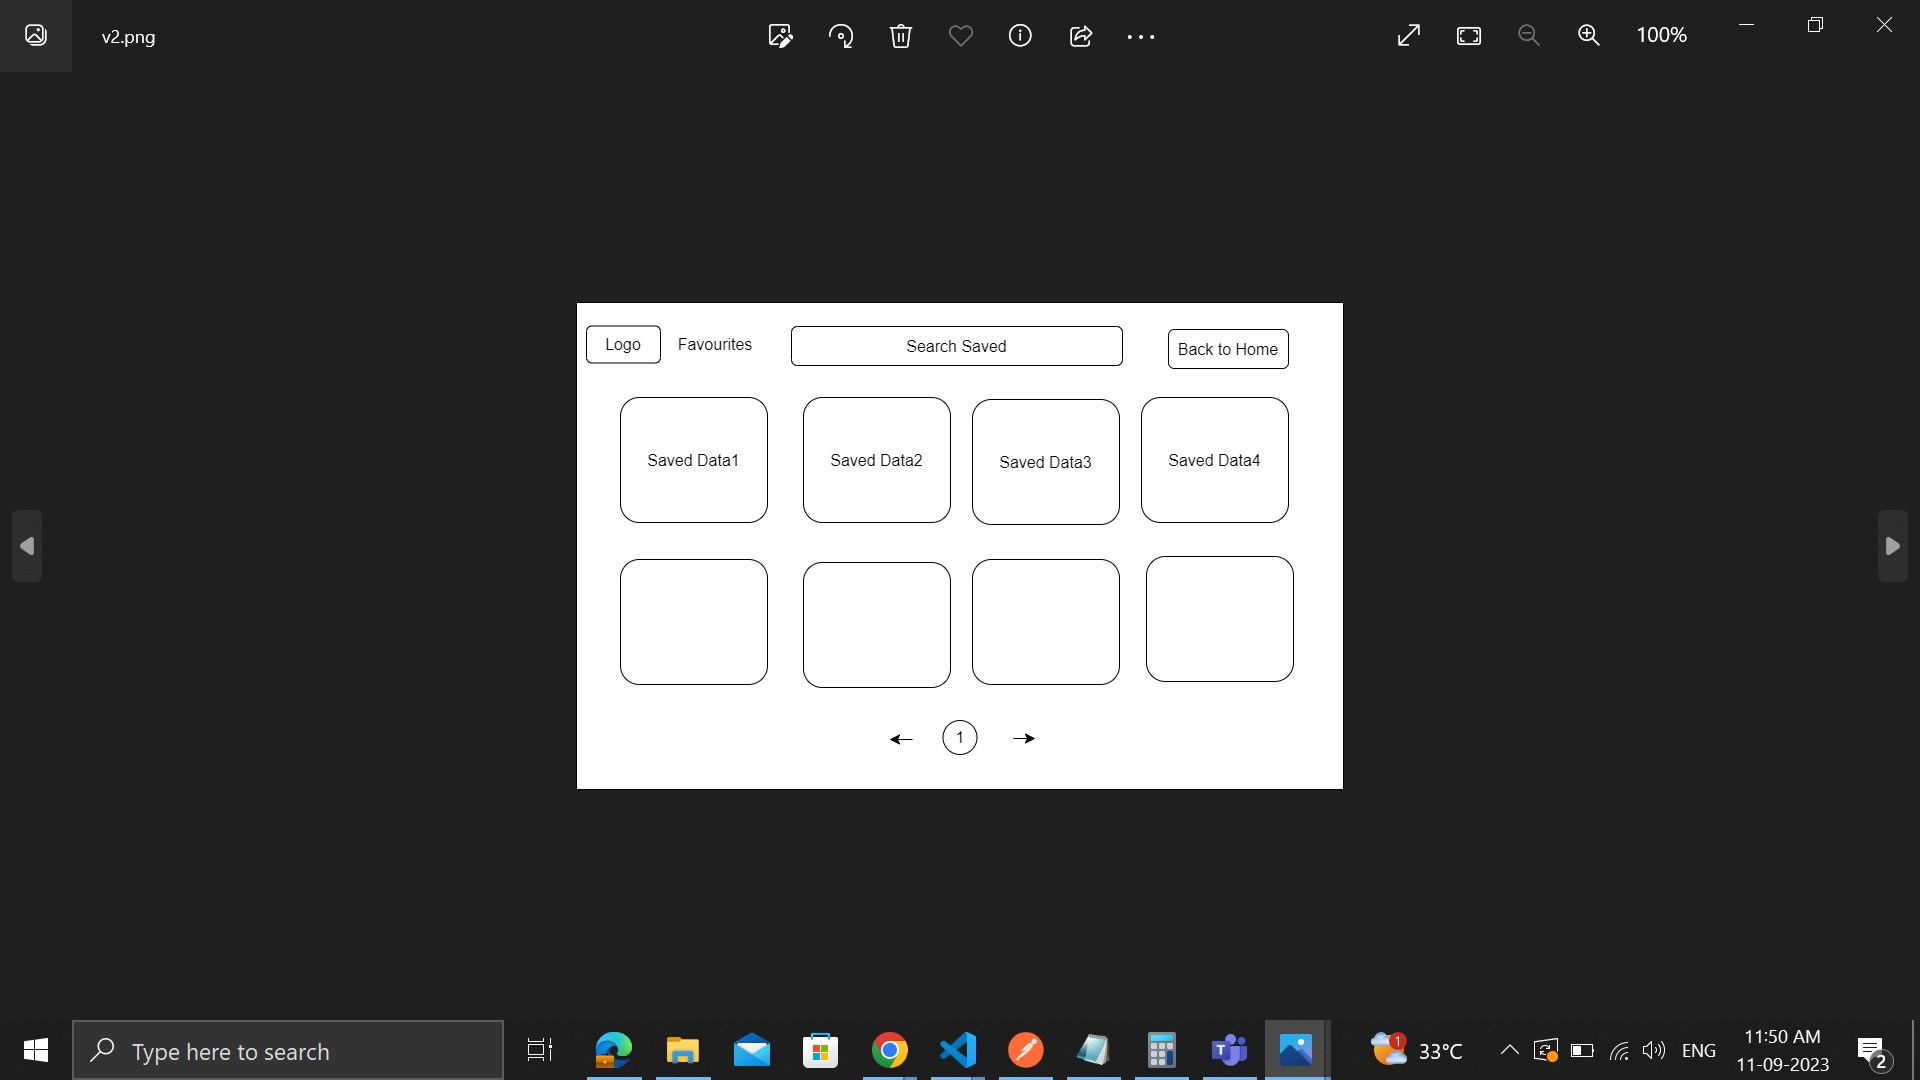 v2.png
100%
Logo
Favourites
Search Saved
Back to Home
Saved Data1
Saved Data2
Saved Data3
Saved Data4
1
Type here to search
T
1
33°C
ENG
11:50 AM
11-09-2023
2